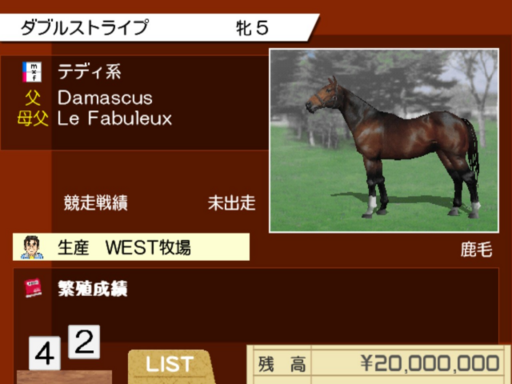 ダブルストライプ 牝5
テディ系
父 Damascus
母父 Le Fabuleux
競走戦績 未出走
生産 WEST牧場
鹿毛
繁殖成績
4 2
LIST
残高 ¥20,000,000